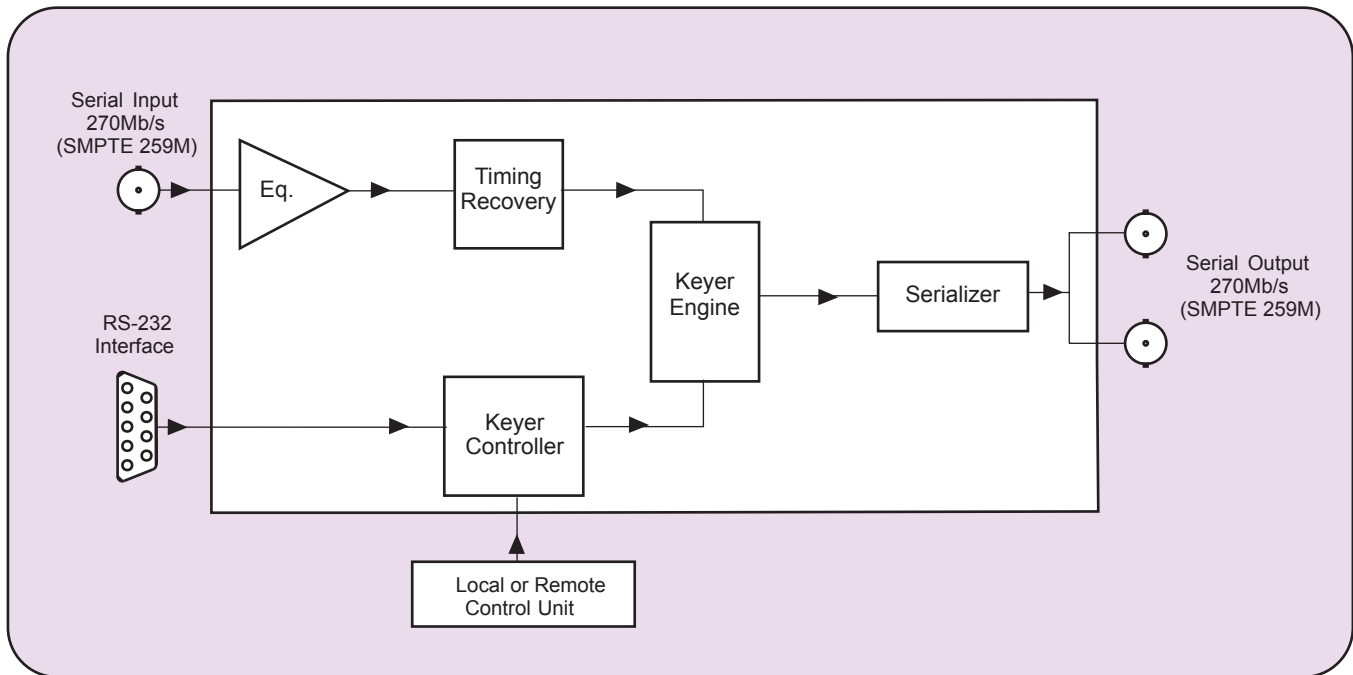 Serial Input
270Mb/s
(SMPTE 259M)
Eq.
Timing
Recovery
Keyer
Engine
Serializer
Serial Output
270Mb/s
(SMPTE 259M)
RS-232
Interface
Keyer
Controller
Local or Remote
Control Unit